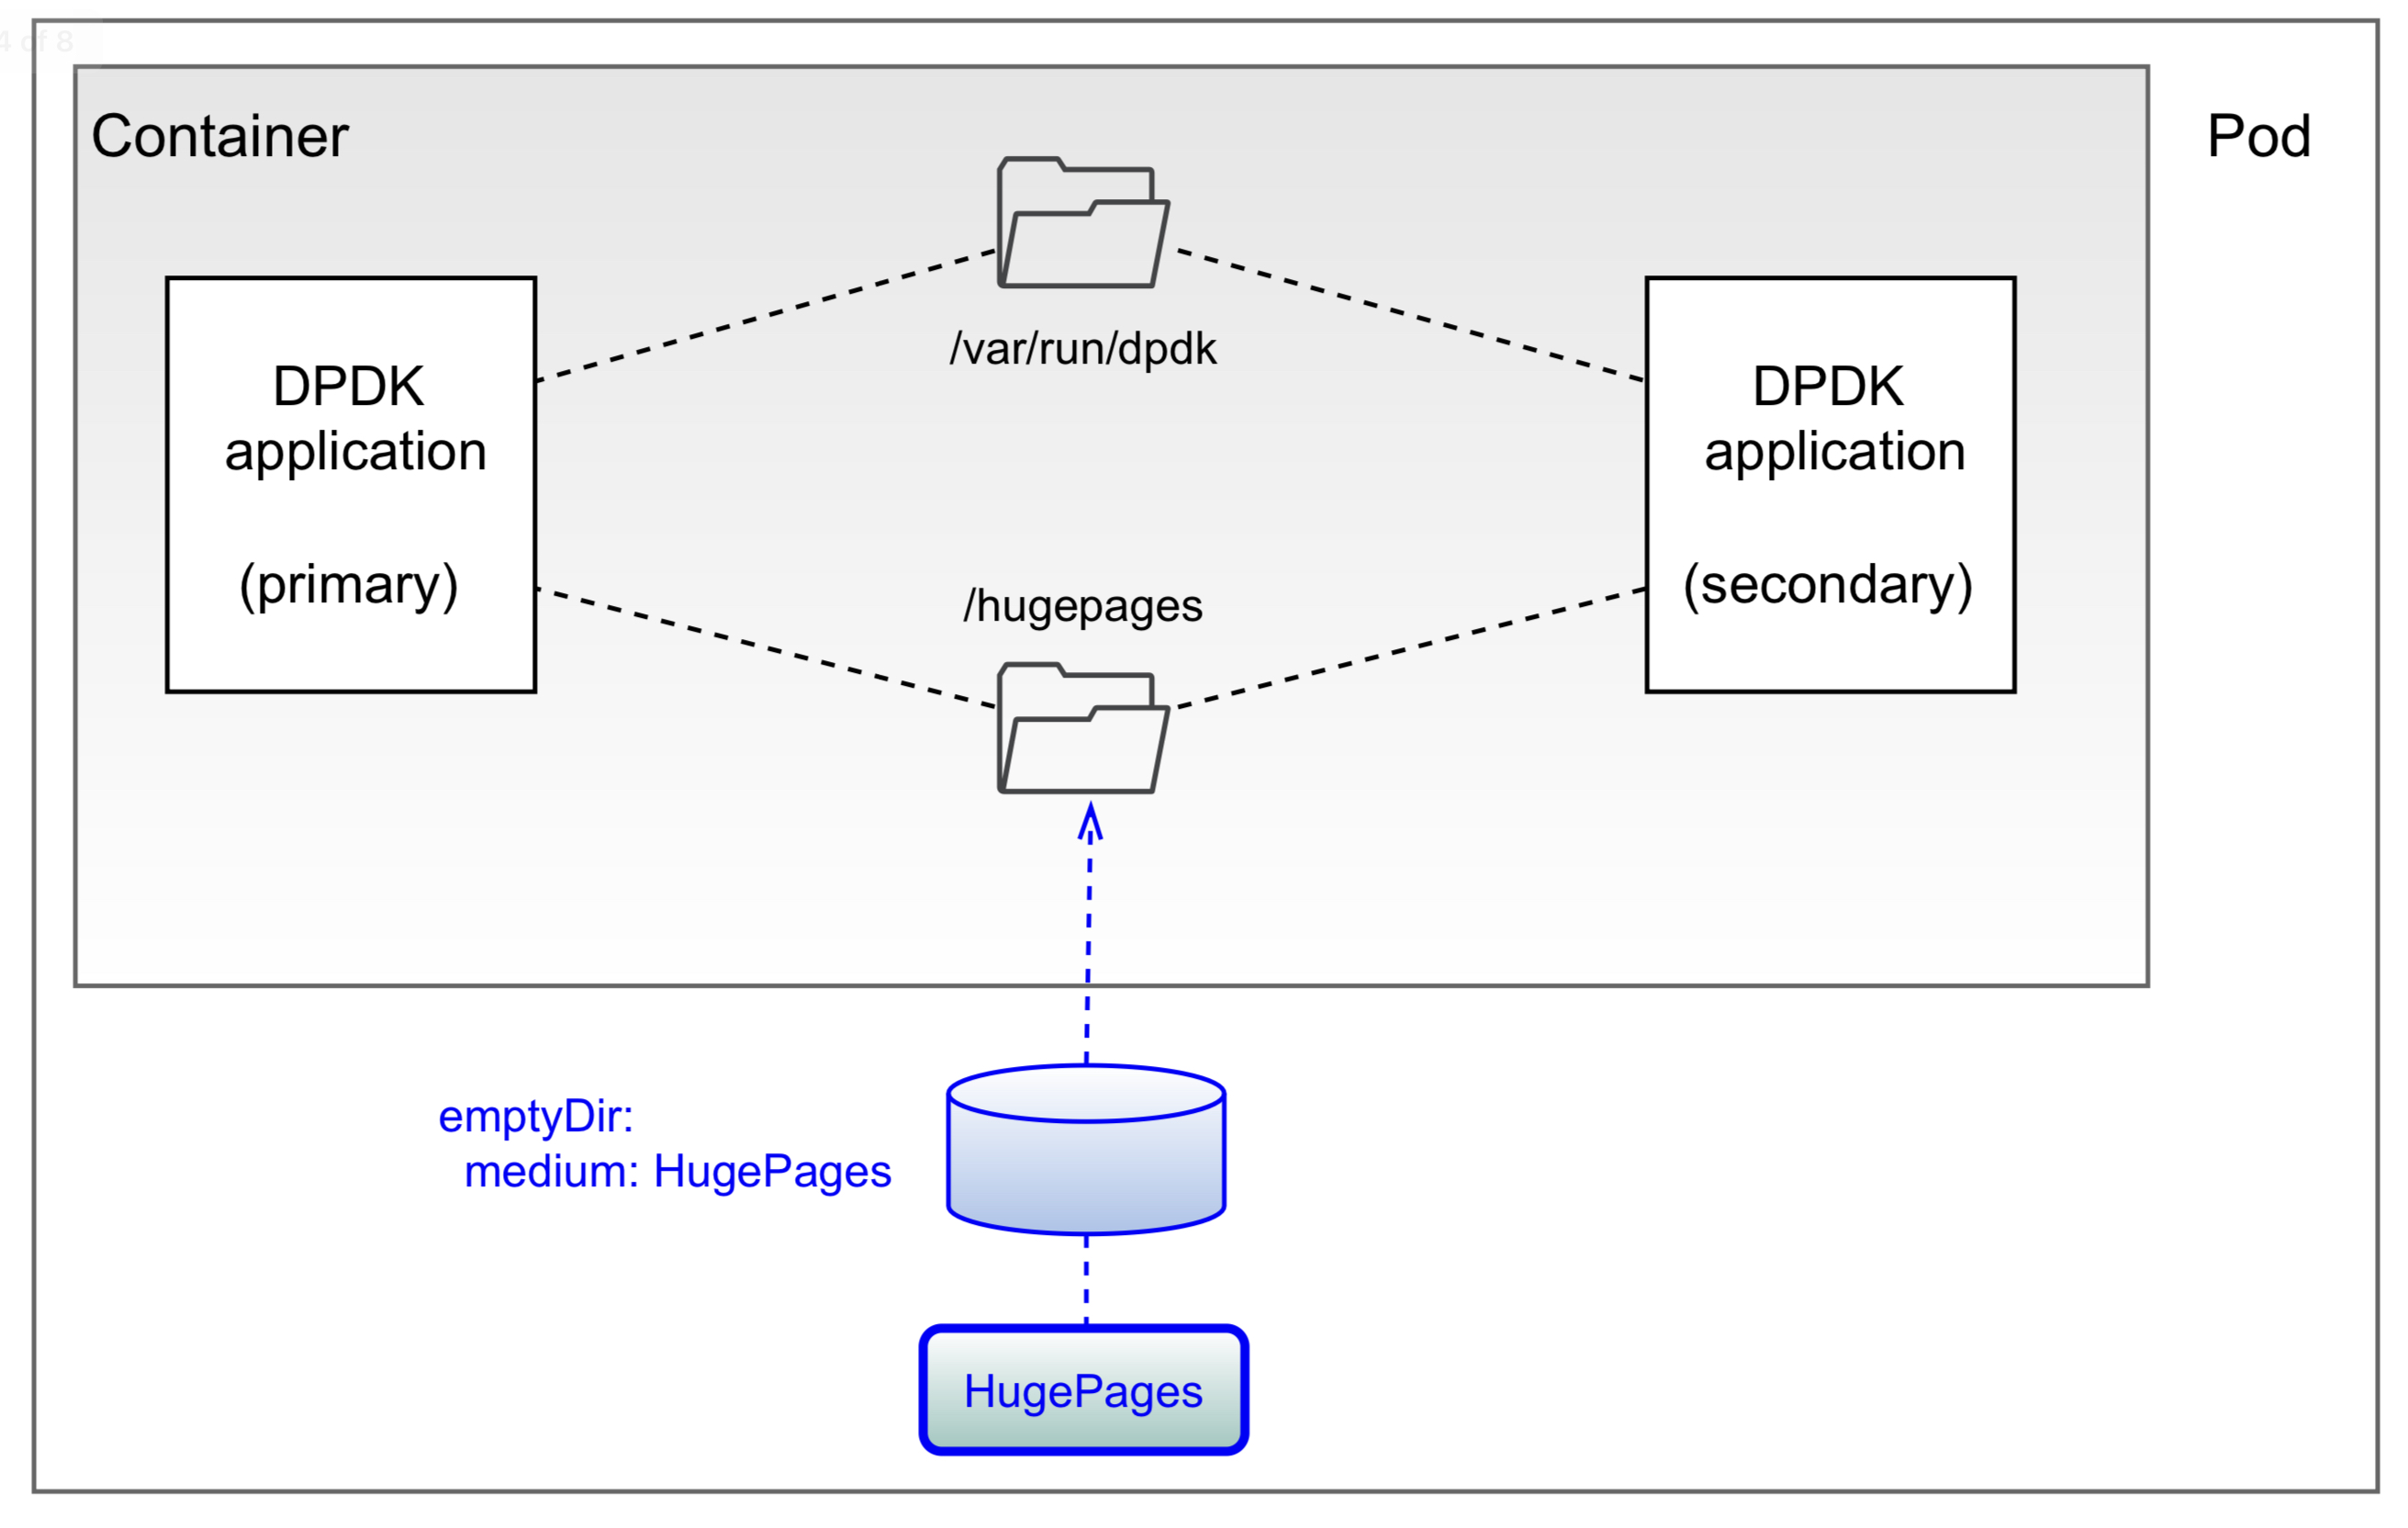 4 of 8
Container
Pod
/var/run/dpdk
DPDK
application
(primary)
DPDK
application
(secondary)
/hugepages
emptyDir:
medium: HugePages
HugePages